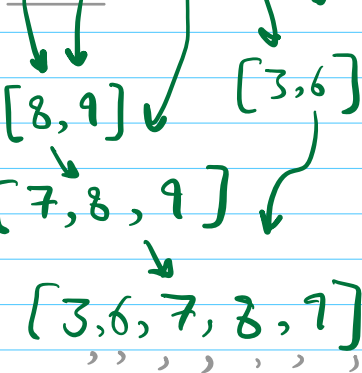 [3,6]
[8,9]
[7,8,9]
[3,6,7,8,9]
, , , , , , ,